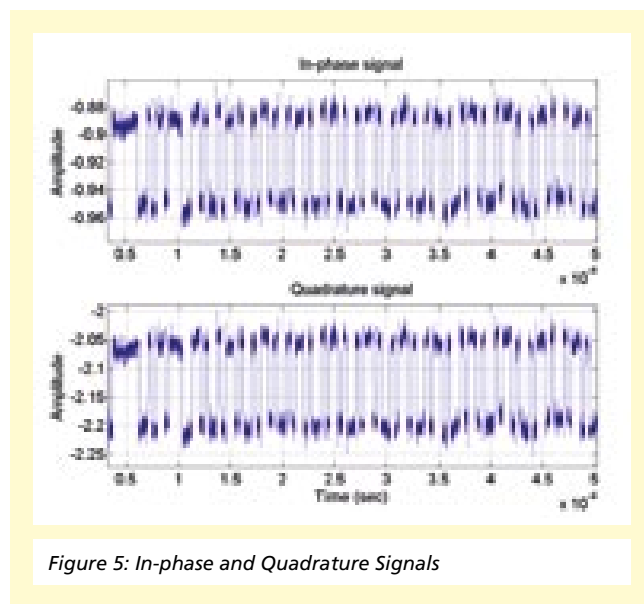 In-phase signal
Amplitude
-0.88
-0.9
-0.92
-0.94
-0.96
0.5 1 1.5 2 2.5 3 3.5 4 4.5 5
Quadrature signal
Amplitude
-2
-2.05
-2.1
-2.15
-2.2
-2.25
0.5 1 1.5 2 2.5 3 3.5 4 4.5 5
Time (sec)
Figure 5: In-phase and Quadrature Signals